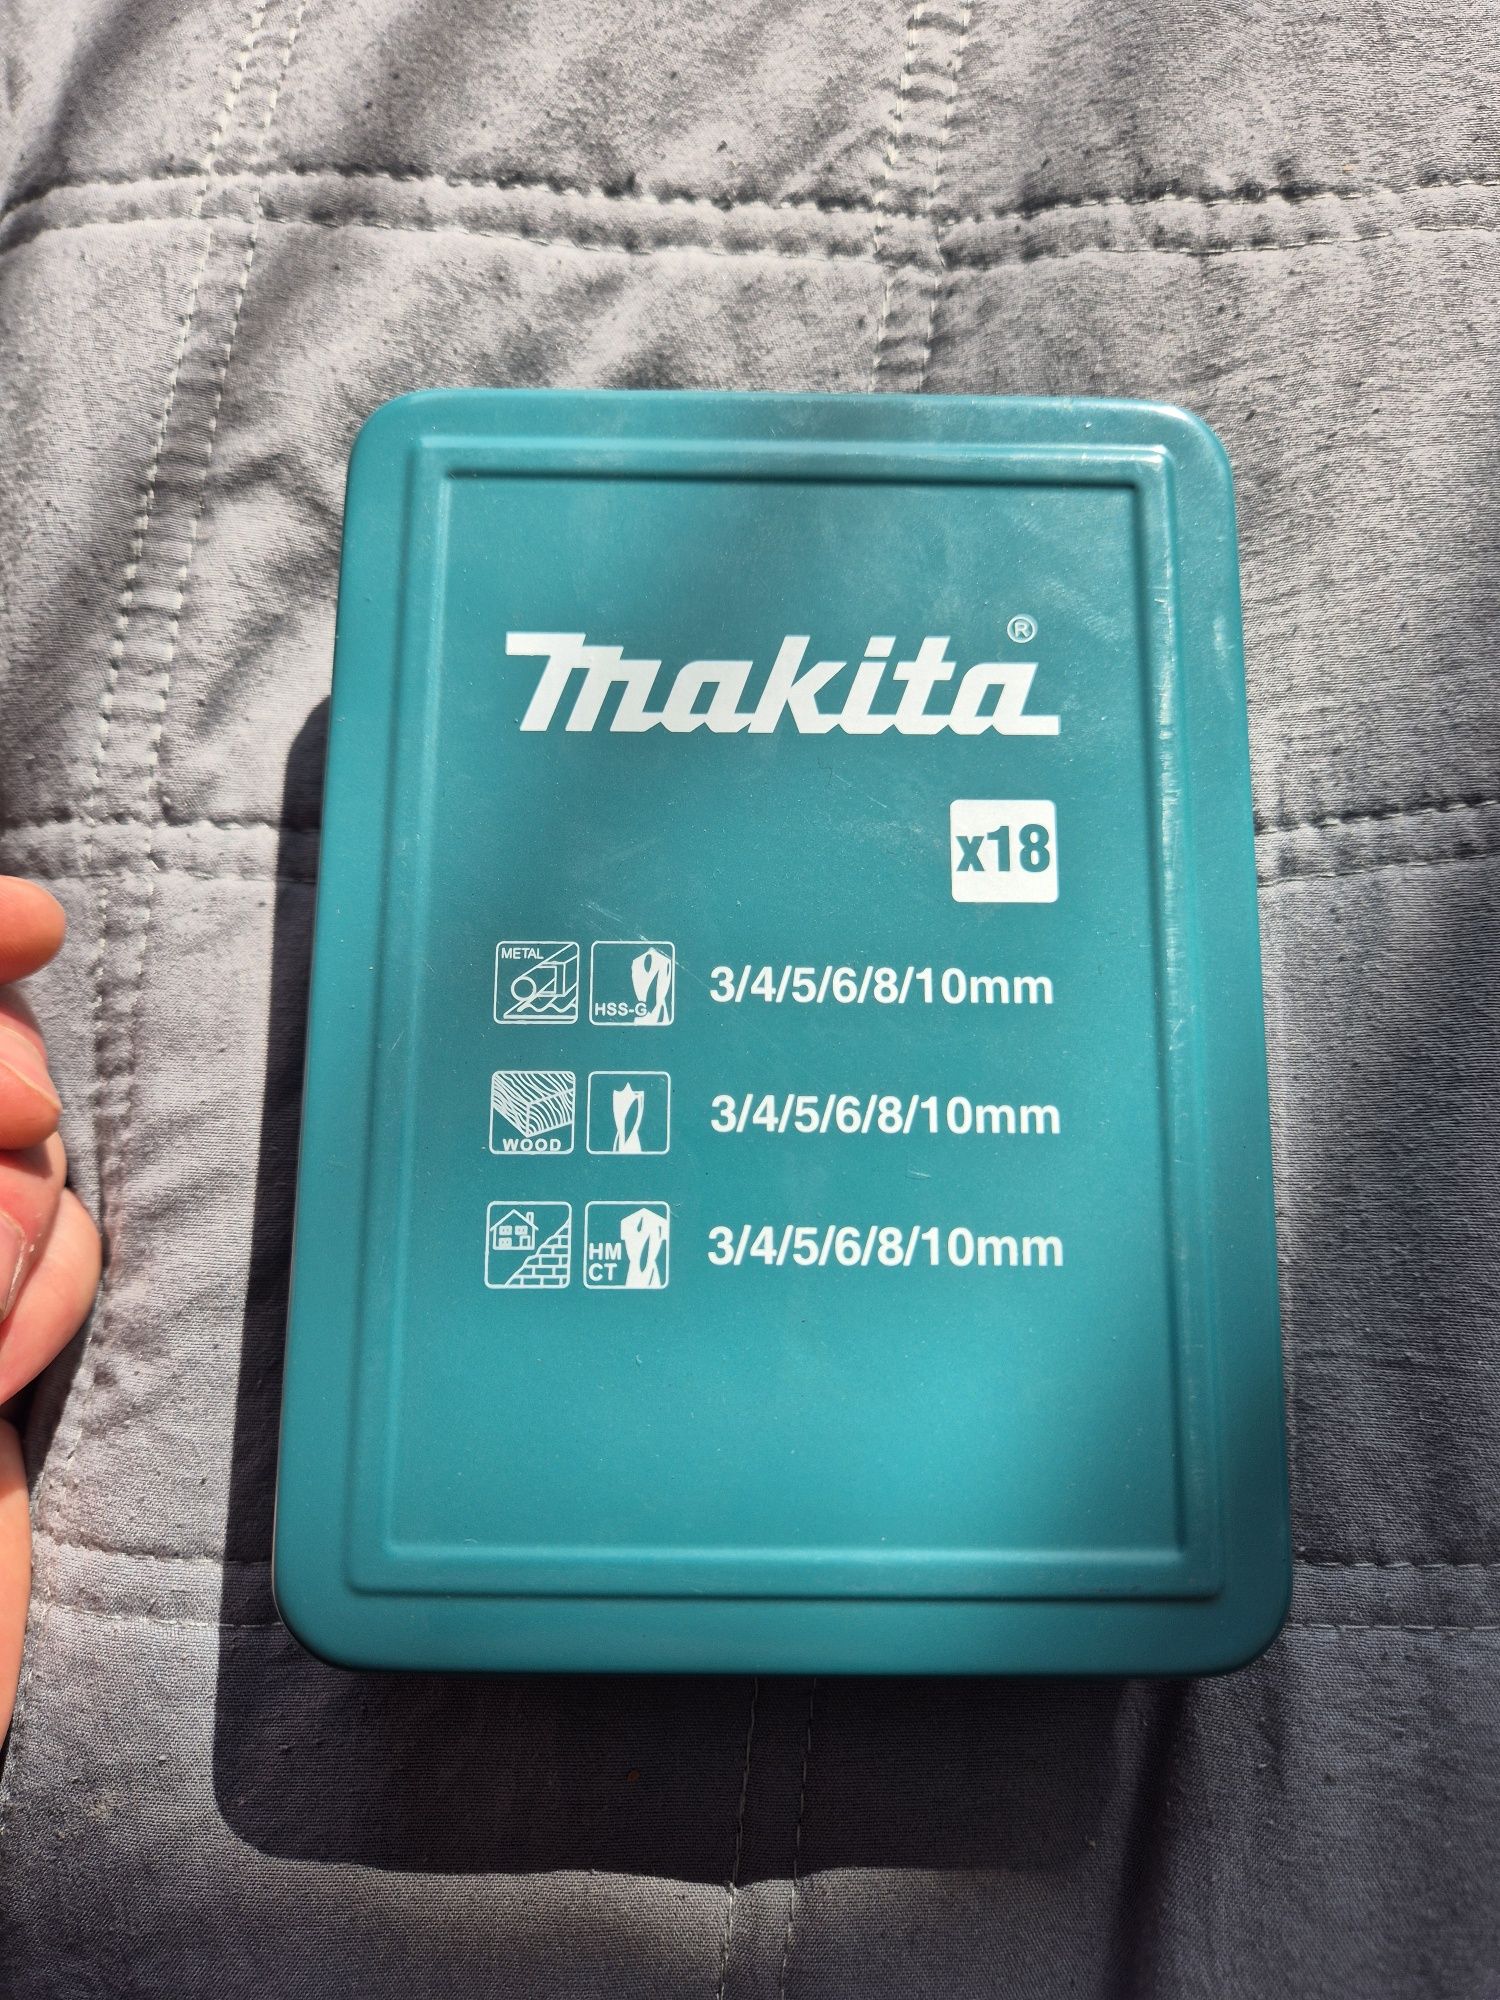 makita®
x18
METAL HSS-G 3/4/5/6/8/10mm
WOOD 3/4/5/6/8/10mm
HM CT 3/4/5/6/8/10mm